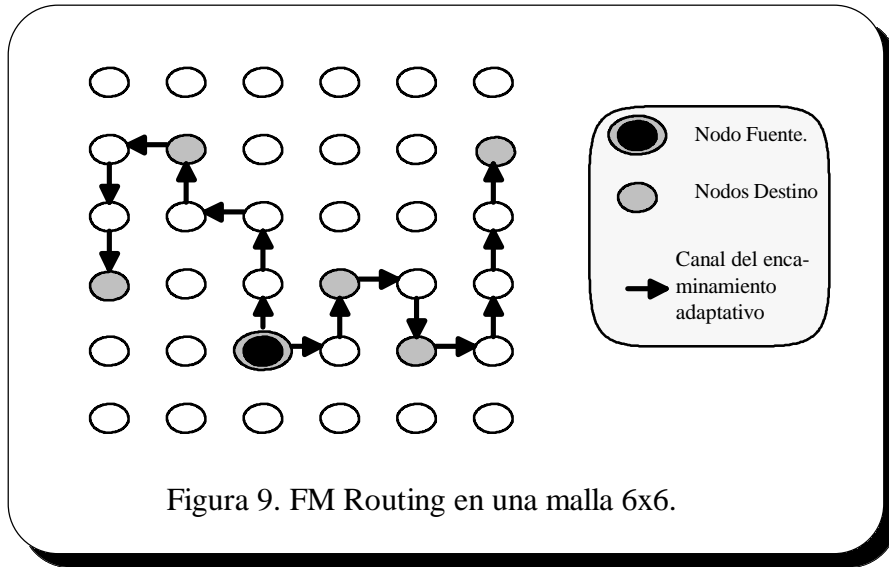 Nodo Fuente.
Nodos Destino
Canal del enca-
minamiento
adaptativo
Figura 9. FM Routing en una malla 6x6.